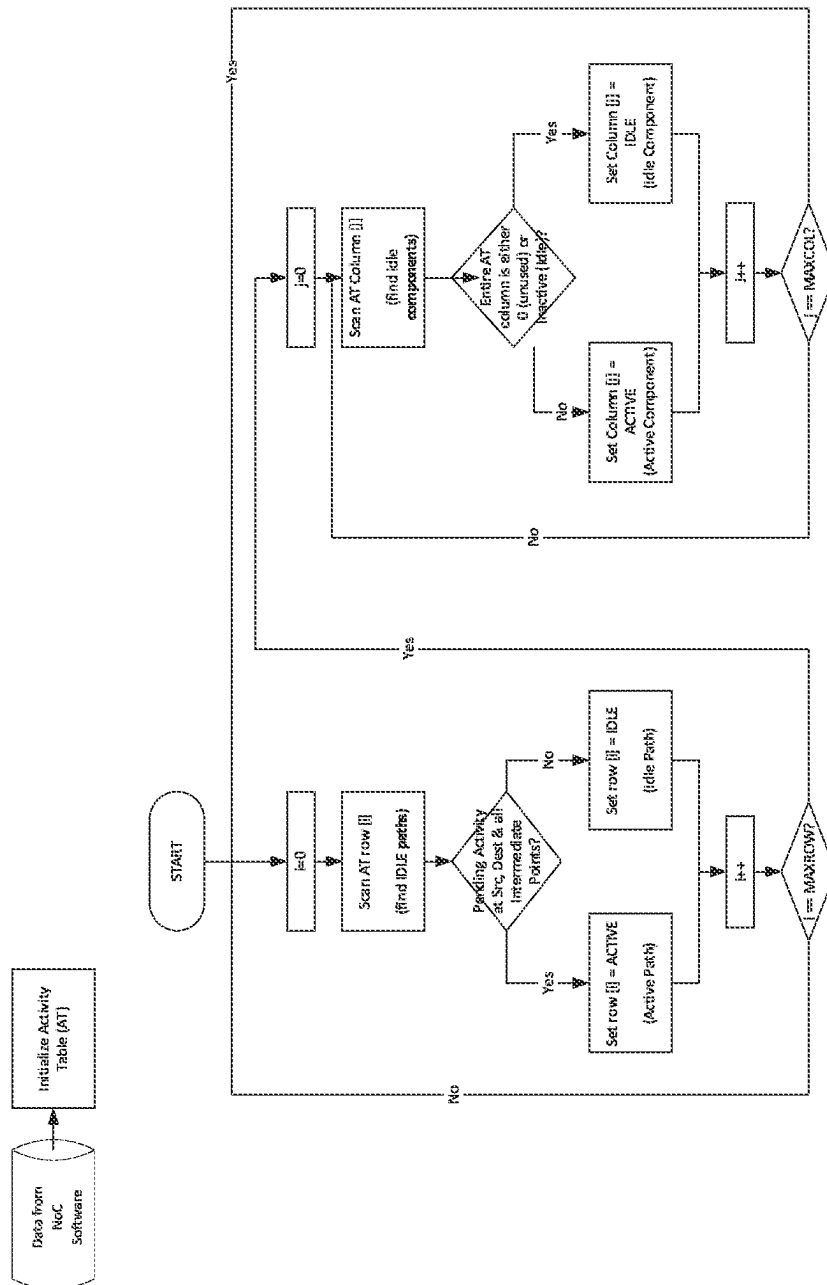 Data from
NoC
Software
Initialize Activity
Table (AT)
START
i=0
Scan AT row [i]
(find IDLE paths)
Pending Activity
at Src, Dest & all
Intermediate
Points?
Yes
No
Set row [i] = ACTIVE
(Active Path)
Set row [i] = IDLE
(Idle Path)
i++
i == MAXROW?
No
Yes
j=0
Scan AT Column [j]
(find idle
components)
Entire AT
column is either
0 (unused) or
Inactive (Idle)?
No
Yes
Set Column [j] =
ACTIVE
(Active Component)
Set Column [j] =
IDLE
(Idle Component)
j++
j == MAXCOL?
No
Yes